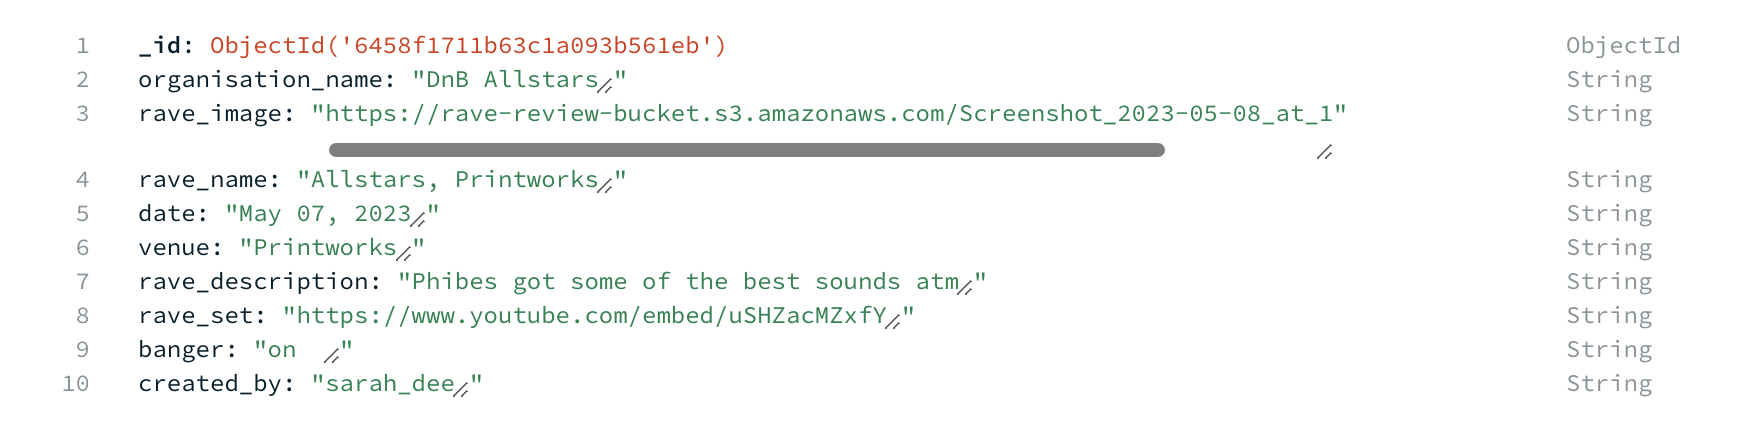 1 _id: ObjectId('6458f1711b63c1a093b561eb') ObjectId
2 organisation_name: "DnB Allstars" String
3 rave_image: "https://rave-review-bucket.s3.amazonaws.com/Screenshot_2023-05-08_at_1" String
4 rave_name: "Allstars, Printworks" String
5 date: "May 07, 2023" String
6 venue: "Printworks" String
7 rave_description: "Phibes got some of the best sounds atm" String
8 rave_set: "https://www.youtube.com/embed/uSHZacMZxfY" String
9 banger: "on" String
10 created_by: "sarah_dee" String